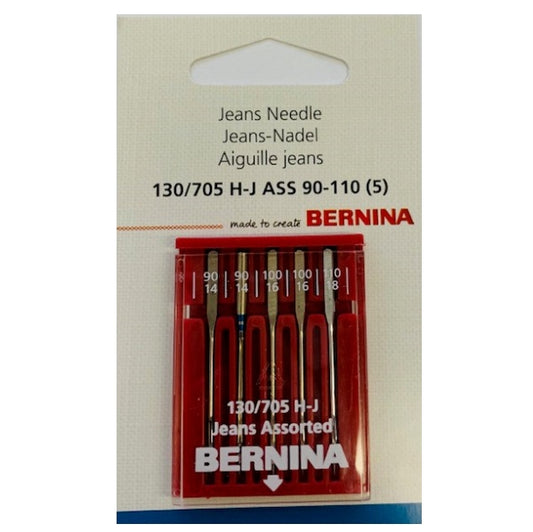 Jeans Needle
Jeans-Nadel
Aiguille jeans
130/705 H-J ASS 90-110 (5)
made to create BERNINA
90 90 100 100 110
14 14 16 16 18
130/705 H-J
Jeans Assorted
BERNINA